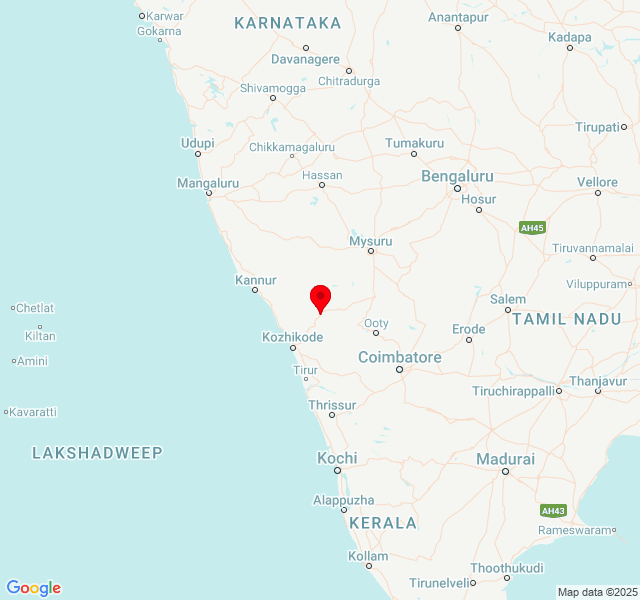 Karwar
KARNATAKA
Anantapur
Gokarna
Kadapa
Davanagere
Chitradurga
Shivamogga
Tirupati
Udupi
Chikkamagaluru
Tumakuru
Hassan
Bengaluru
Mangaluru
Vellore
Hosur
AH45
Mysuru
Tiruvannamalai
Kannur
Viluppuram
Chetlat
Salem
Kiltan
Ooty
TAMIL NADU
Kozhikode
Erode
Amini
Coimbatore
Tirur
Tiruchirappalli
Thanjavur
Kavaratti
Thrissur
LAKSHADWEEP
Kochi
Madurai
Alappuzha
AH43
KERALA
Rameswaram
Kollam
Thoothukudi
Tirunelveli
Google
Map data ©2025